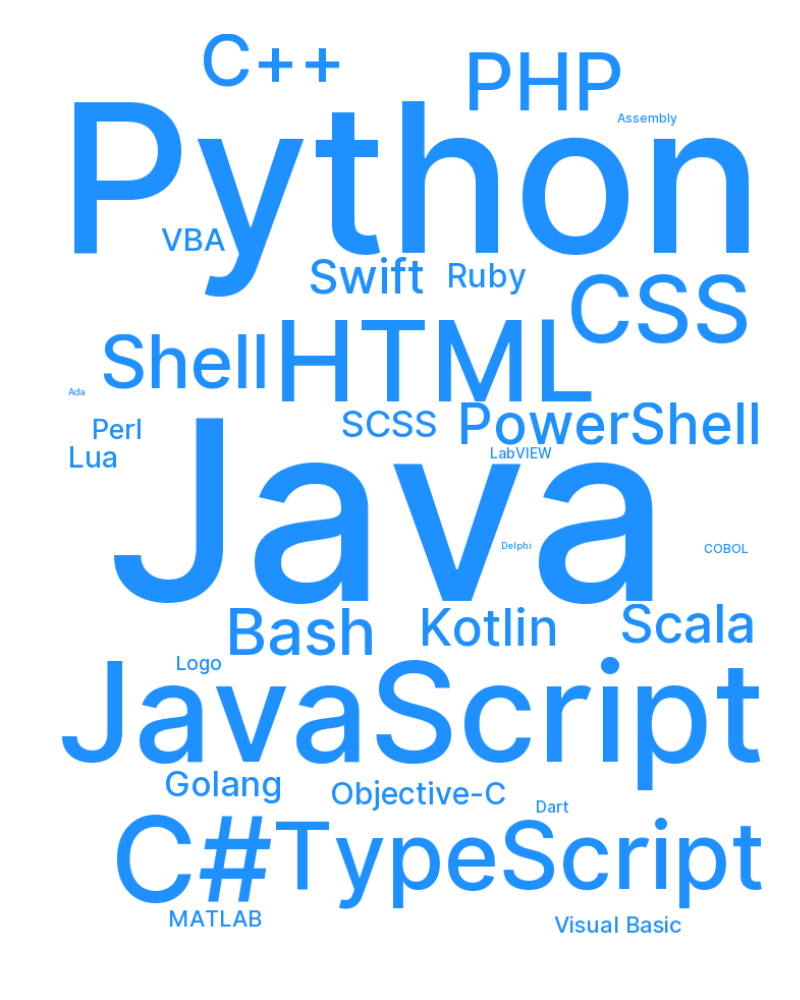 C++
PHP
Assembly
Python
VBA
Swift
Ruby
CSS
Shell
HTML
Ada
SCSS
PowerShell
Perl
Lua
LabVIEW
Java
Delphi
COBOL
Bash
Kotlin
Scala
Logo
JavaScript
Golang
Objective-C
Dart
C#
TypeScript
MATLAB
Visual Basic